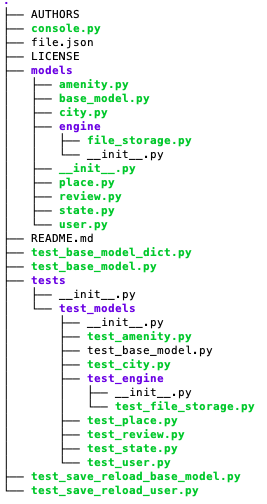 .
├── AUTHORS
├── console.py
├── file.json
├── LICENSE
├── models
│   ├── amenity.py
│   ├── base_model.py
│   ├── city.py
│   ├── engine
│   │   ├── file_storage.py
│   │   └── __init__.py
│   ├── __init__.py
│   ├── place.py
│   ├── review.py
│   ├── state.py
│   └── user.py
├── README.md
├── test_base_model_dict.py
├── test_base_model.py
├── tests
│   ├── __init__.py
│   └── test_models
│       ├── __init__.py
│       ├── test_amenity.py
│       ├── test_base_model.py
│       ├── test_city.py
│       ├── test_engine
│       │   ├── __init__.py
│       │   └── test_file_storage.py
│       ├── test_place.py
│       ├── test_review.py
│       ├── test_state.py
│       └── test_user.py
├── test_save_reload_base_model.py
├── test_save_reload_user.py